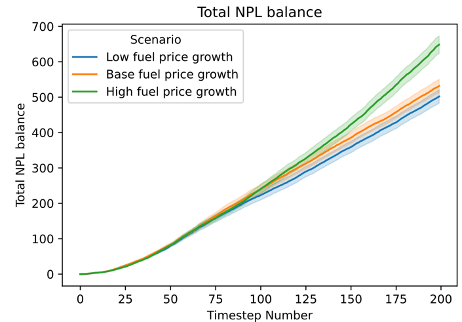 Total NPL balance
Scenario
Low fuel price growth
Base fuel price growth
High fuel price growth
Total NPL balance
700
600
500
400
300
200
100
0
0 25 50 75 100 125 150 175 200
Timestep Number